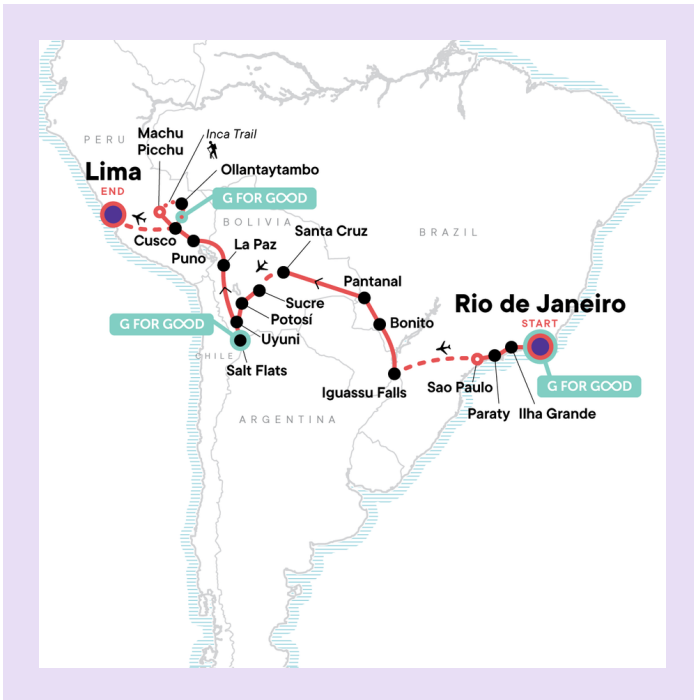 PERU
Machu
Picchu
Inca Trail
Ollantaytambo
Lima
END
G FOR GOOD
BOLIVIA
Santa Cruz
BRAZIL
Cusco
La Paz
Puno
Pantanal
Sucre
Rio de Janeiro
START
Potosí
G FOR GOOD
Bonito
Uyuni
CHILE
Salt Flats
Iguassu Falls
Sao Paulo
G FOR GOOD
Paraty
Ilha Grande
ARGENTINA